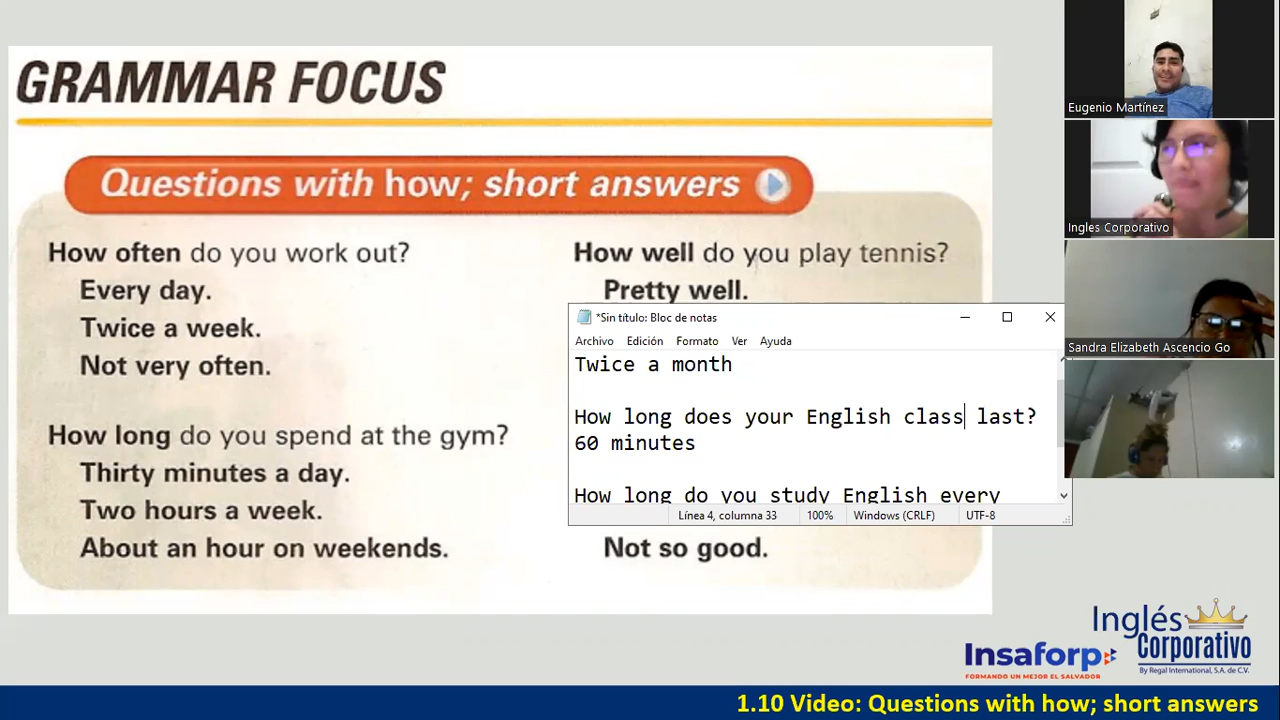 GRAMMAR FOCUS
Questions with how; short answers
How often do you work out?
Every day.
Twice a week.
Not very often.
How long do you spend at the gym?
Thirty minutes a day.
Two hours a week.
About an hour on weekends.
How well do you play tennis?
Pretty well.
*Sin título: Bloc de notas
Archivo Edición Formato Ver Ayuda
Twice a month
How long does your English class last?
60 minutes
How long do you study English every
Línea 4, columna 33 100% Windows (CRLF) UTF-8
Not so good.
Eugenio Martínez
Ingles Corporativo
Sandra Elizabeth Ascencio Go
Insaforp
FORMANDO UN MEJOR EL SALVADOR
Inglés
Corporativo
By Regal International, S.A. de C.V.
1.10 Video: Questions with how; short answers